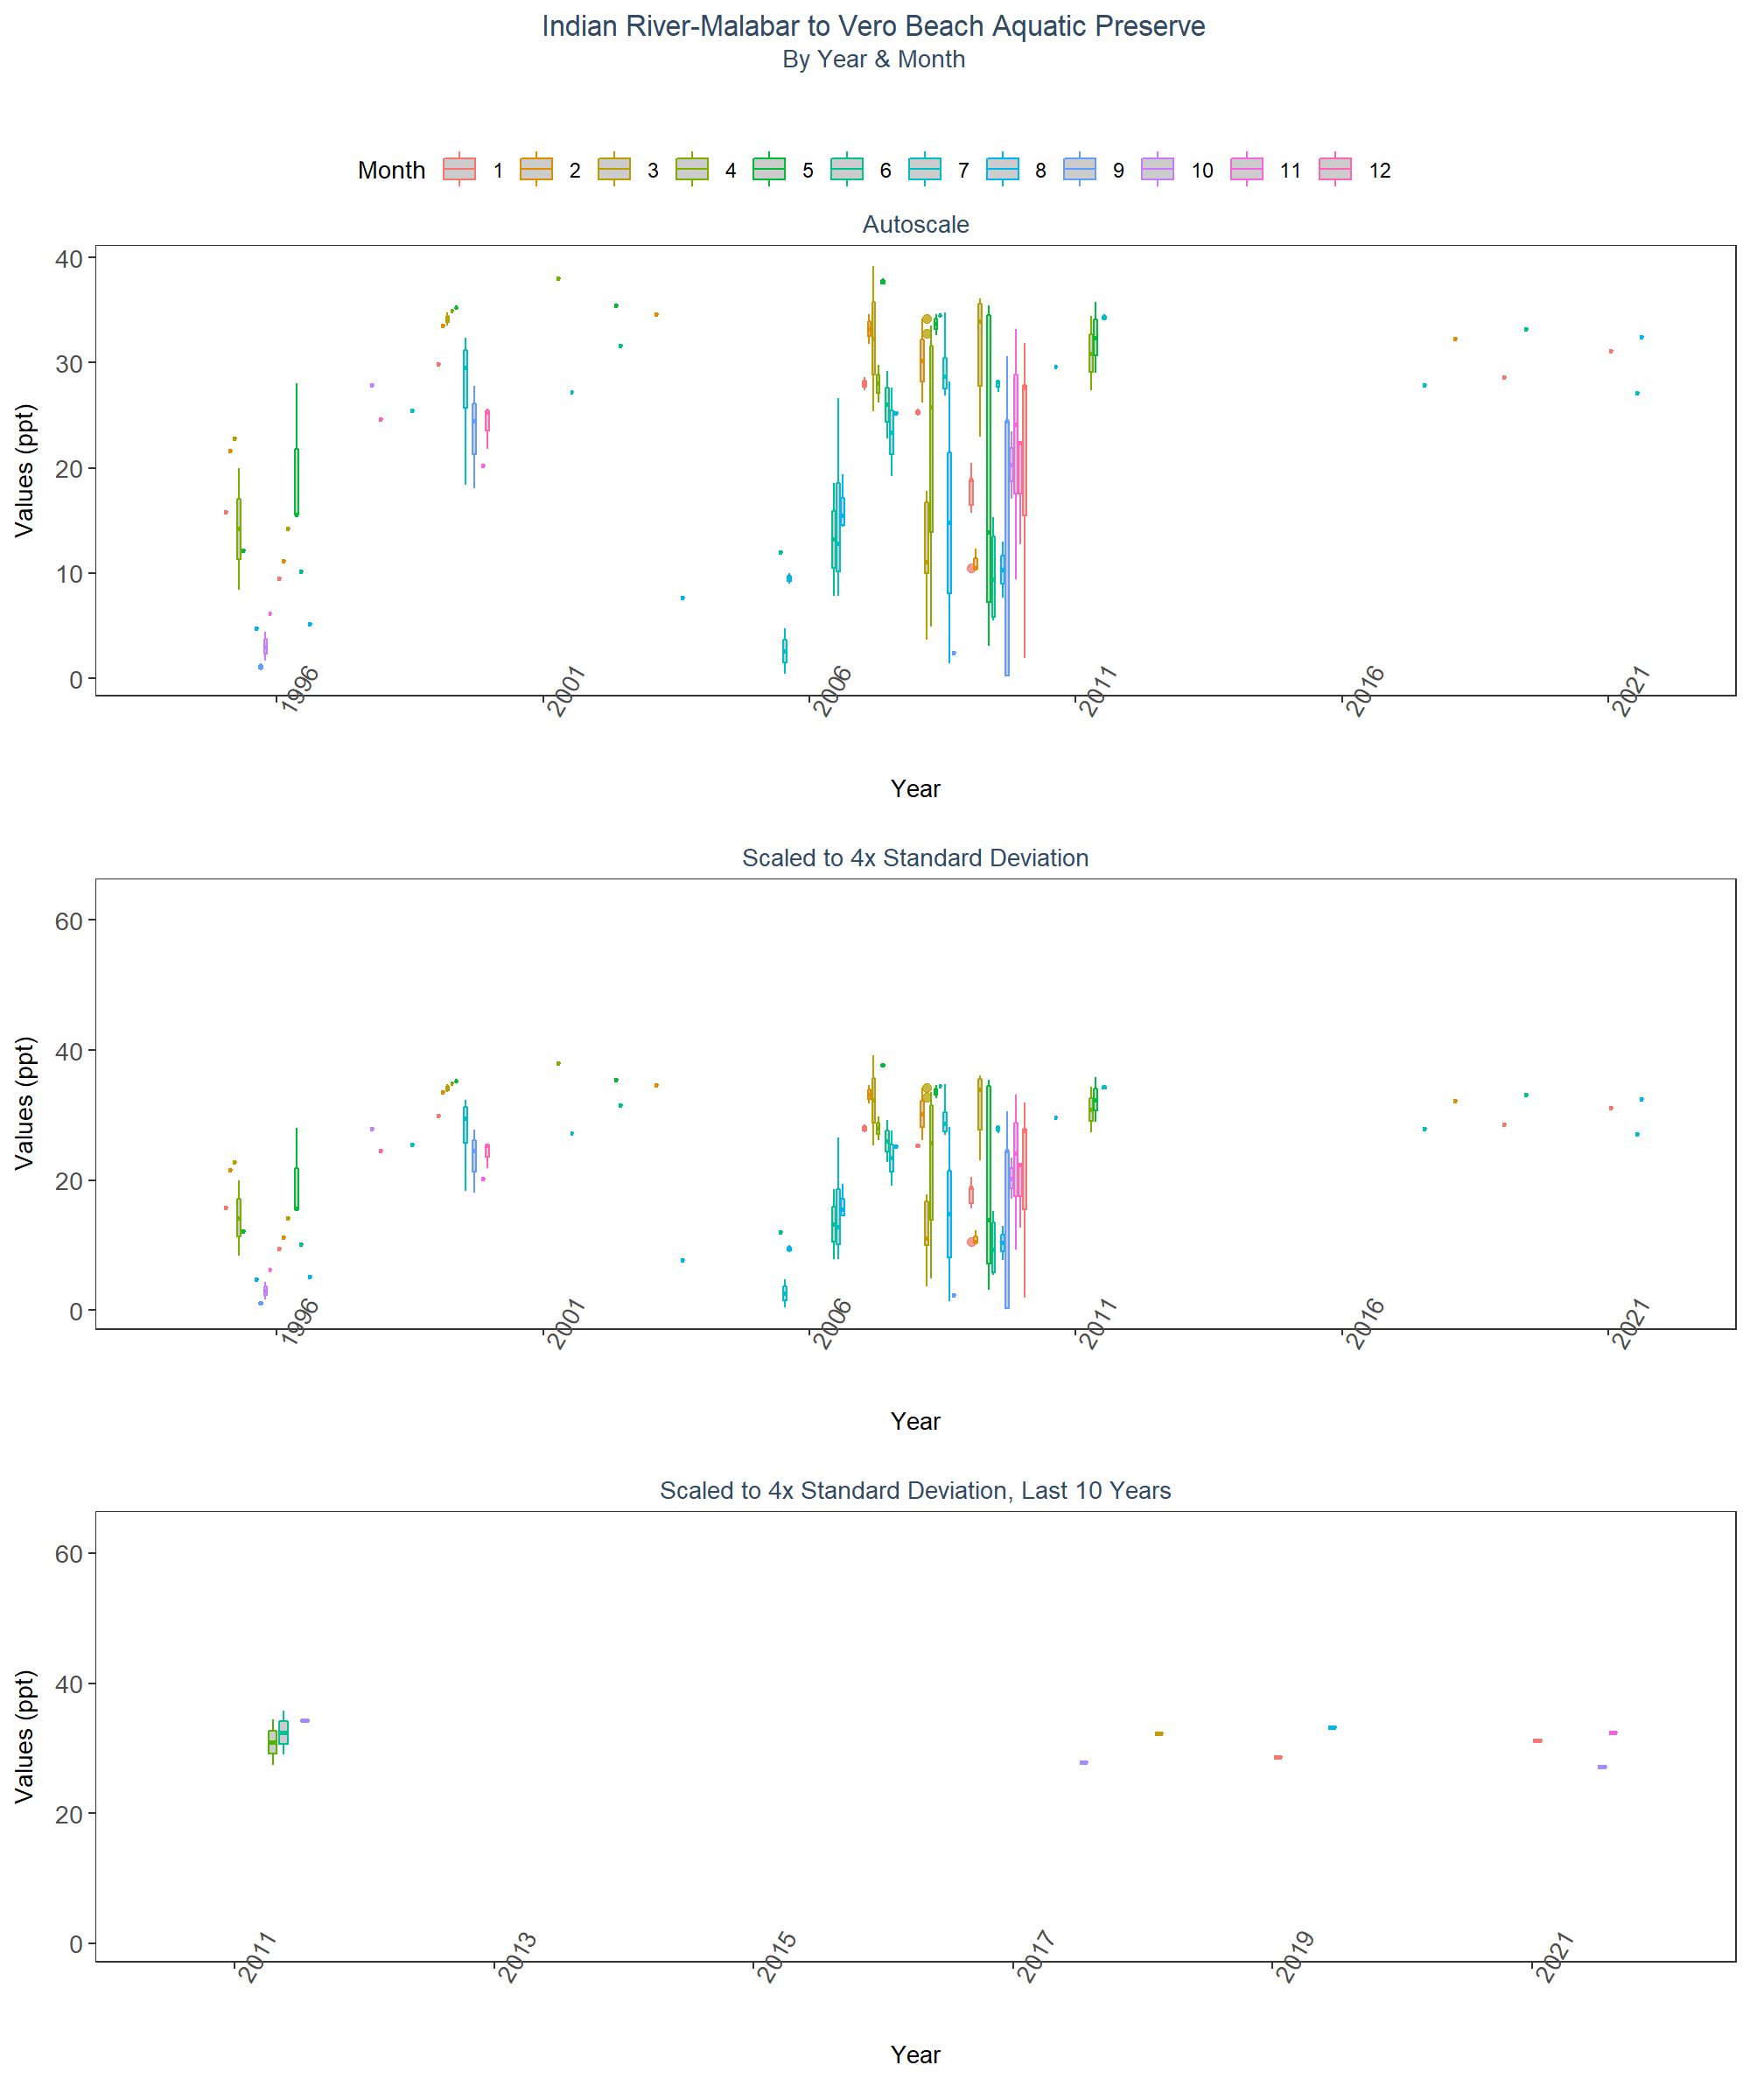 Indian River-Malabar to Vero Beach Aquatic Preserve
By Year & Month
Month 1 2 3 4 5 6 7 8 9 10 11 12
Autoscale
Values (ppt)
40
30
20
10
0
1996 2001 2006 2011 2016 2021
Year
Scaled to 4x Standard Deviation
Values (ppt)
60
40
20
0
1996 2001 2006 2011 2016 2021
Year
Scaled to 4x Standard Deviation, Last 10 Years
Values (ppt)
60
40
20
0
2011 2013 2015 2017 2019 2021
Year